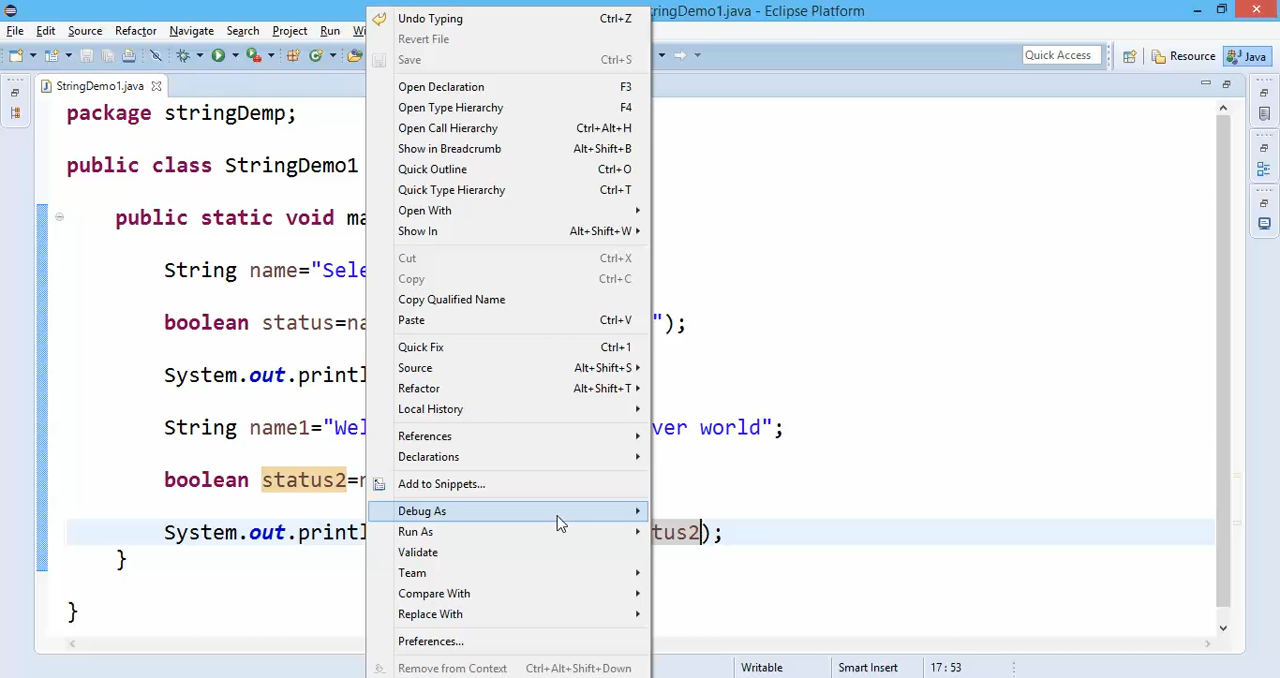 ringDemo1.java - Eclipse Platform
File Edit Source Refactor Navigate Search Project Run Wi
Quick Access Resource Java
StringDemo1.java
package stringDemp;
public class StringDemo1
public static void ma
String name="Sele
boolean status=na ");
System.out.printl
String name1="Wel ver world";
boolean status2=n
System.out.printl tus2);
}
}
Undo Typing Ctrl+Z
Revert File
Save Ctrl+S
Open Declaration F3
Open Type Hierarchy F4
Open Call Hierarchy Ctrl+Alt+H
Show in Breadcrumb Alt+Shift+B
Quick Outline Ctrl+O
Quick Type Hierarchy Ctrl+T
Open With
Show In Alt+Shift+W
Cut Ctrl+X
Copy Ctrl+C
Copy Qualified Name
Paste Ctrl+V
Quick Fix Ctrl+1
Source Alt+Shift+S
Refactor Alt+Shift+T
Local History
References
Declarations
Add to Snippets...
Debug As
Run As
Validate
Team
Compare With
Replace With
Preferences...
Remove from Context Ctrl+Alt+Shift+Down
Writable Smart Insert 17 : 53